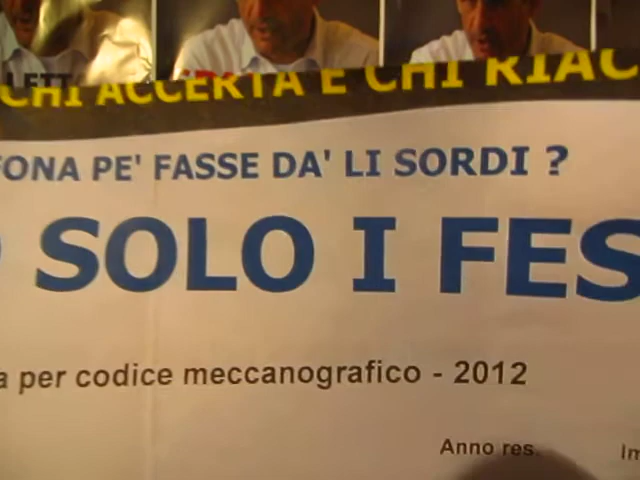 LETT
CHI ACCERTA E CHI RIAC
FONA PE' FASSE DA' LI SORDI ?
SOLO I FES
a per codice meccanografico - 2012
Anno res. Im